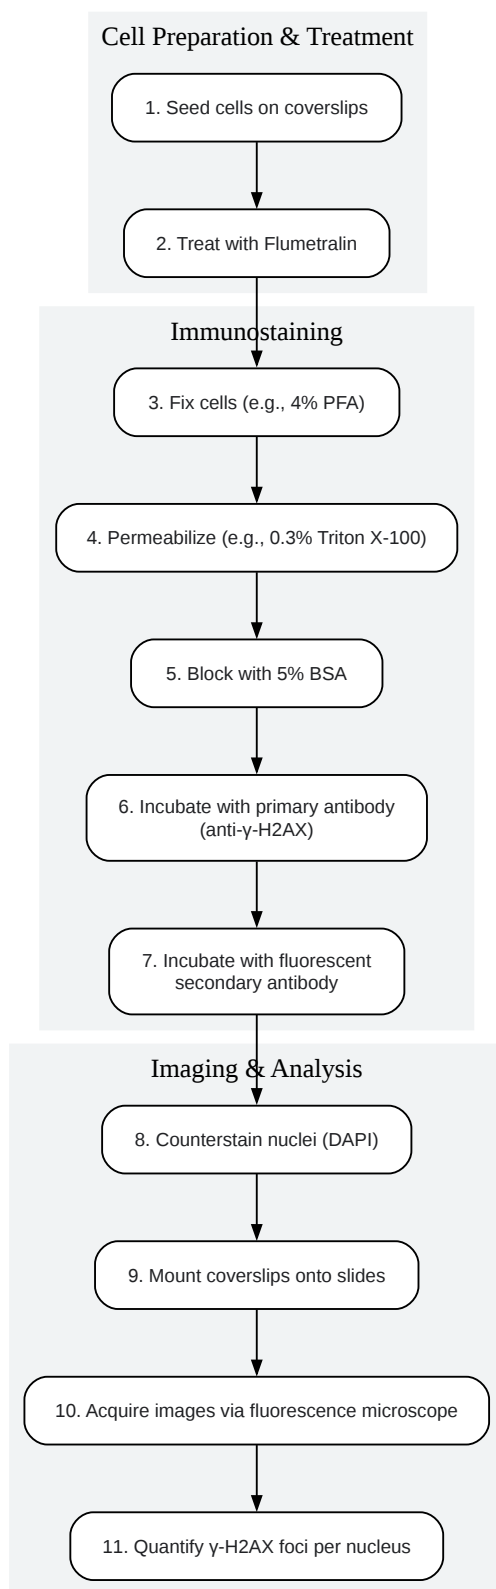 Cell Preparation & Treatment
1. Seed cells on coverslips
2. Treat with Flumetralin
Immunostaining
3. Fix cells (e.g., 4% PFA)
4. Permeabilize (e.g., 0.3% Triton X-100)
5. Block with 5% BSA
6. Incubate with primary antibody
(anti-γ-H2AX)
7. Incubate with fluorescent
secondary antibody
Imaging & Analysis
8. Counterstain nuclei (DAPI)
9. Mount coverslips onto slides
10. Acquire images via fluorescence microscope
11. Quantify γ-H2AX foci per nucleus